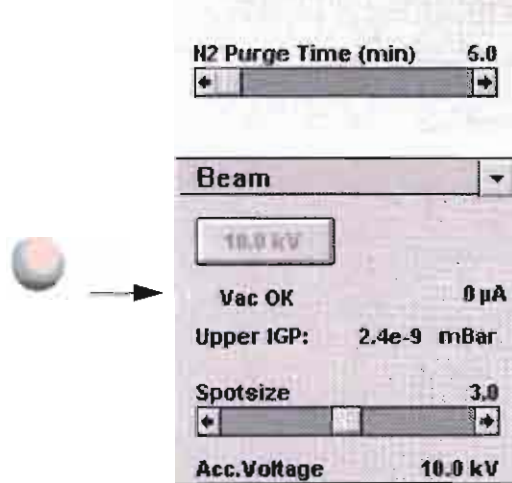 N2 Purge Time (min) 5.0
Beam
10.0 kV
Vac OK 0 µA
Upper IGP: 2.4e-9 mBar
Spotsize 3.0
Acc.Voltage 10.0 kV